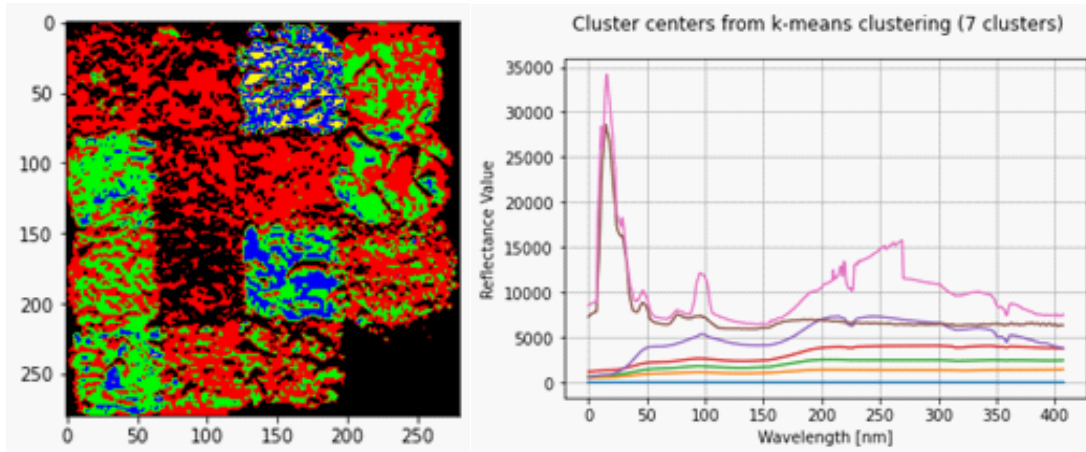 0
50
100
150
200
250
0 50 100 150 200 250
Cluster centers from k-means clustering (7 clusters)
Reflectance Value
35000
30000
25000
20000
15000
10000
5000
0
0 50 100 150 200 250 300 350 400
Wavelength [nm]